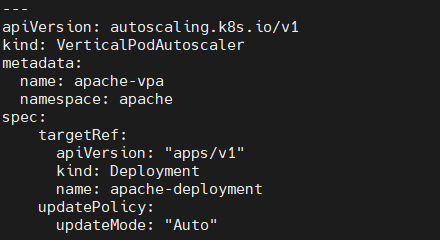 ---
apiVersion: autoscaling.k8s.io/v1
kind: VerticalPodAutoscaler
metadata:
  name: apache-vpa
  namespace: apache
spec:
    targetRef:
      apiVersion: "apps/v1"
      kind: Deployment
      name: apache-deployment
    updatePolicy:
      updateMode: "Auto"